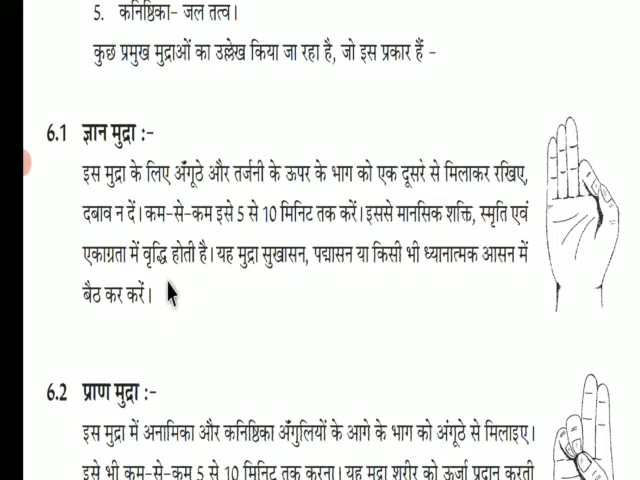 5. कनिष्ठिका- जल तत्व।
कुछ प्रमुख मुद्राओं का उल्लेख किया जा रहा है, जो इस प्रकार हैं -
6.1 ज्ञान मुद्रा :-
इस मुद्रा के लिए अँगूठे और तर्जनी के ऊपर के भाग को एक दूसरे से मिलाकर रखिए,
दबाव न दें। कम-से-कम इसे 5 से 10 मिनिट तक करें। इससे मानसिक शक्ति, स्मृति एवं
एकाग्रता में वृद्धि होती है। यह मुद्रा सुखासन, पद्मासन या किसी भी ध्यानात्मक आसन में
बैठ कर करें।
6.2 प्राण मुद्रा :-
इस मुद्रा में अनामिका और कनिष्ठिका अँगुलियों के आगे के भाग को अंगूठे से मिलाइए।
इसे भी कम-से-कम 5 से 10 मिनिट तक करना। यह मुद्रा शरीर को ऊर्जा प्रदान करती